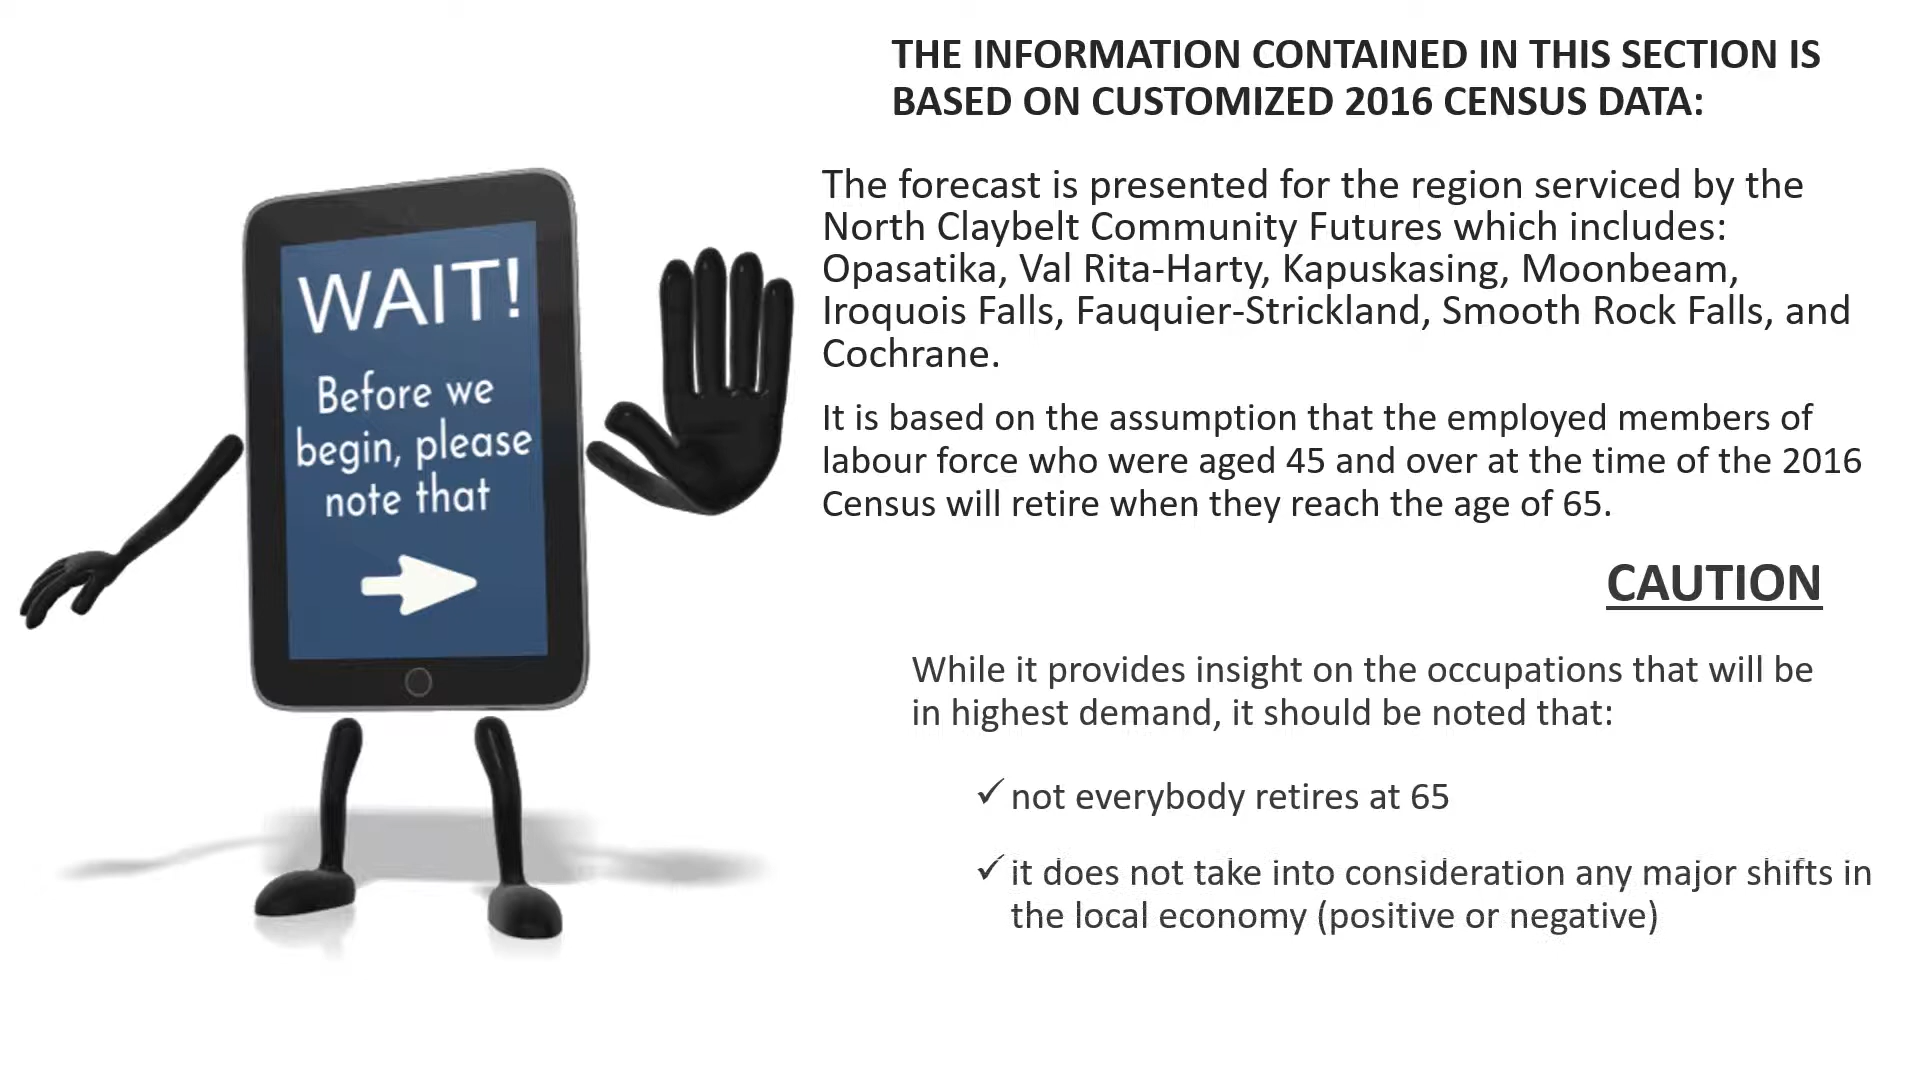 WAIT!
Before we
begin, please
note that
THE INFORMATION CONTAINED IN THIS SECTION IS
BASED ON CUSTOMIZED 2016 CENSUS DATA:
The forecast is presented for the region serviced by the
North Claybelt Community Futures which includes:
Opasatika, Val Rita-Harty, Kapuskasing, Moonbeam,
Iroquois Falls, Fauquier-Strickland, Smooth Rock Falls, and
Cochrane.
It is based on the assumption that the employed members of
labour force who were aged 45 and over at the time of the 2016
Census will retire when they reach the age of 65.
CAUTION
While it provides insight on the occupations that will be
in highest demand, it should be noted that:
✓ not everybody retires at 65
✓ it does not take into consideration any major shifts in
the local economy (positive or negative)